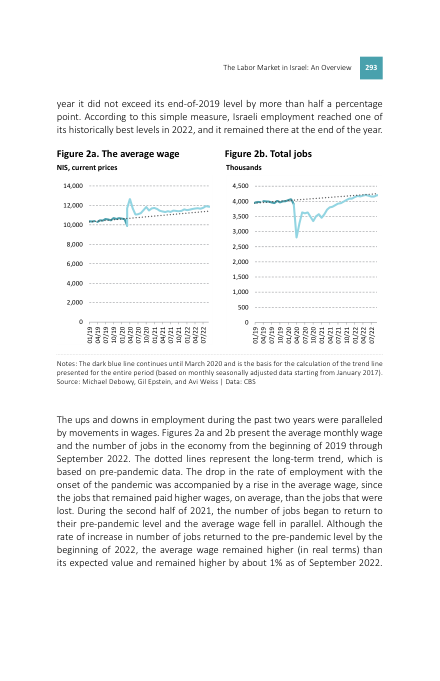 The Labor Market in Israel: An Overview 293
year it did not exceed its end-of-2019 level by more than half a percentage
point. According to this simple measure, Israeli employment reached one of
its historically best levels in 2022, and it remained there at the end of the year.
Figure 2a. The average wage
NIS, current prices
14,000
12,000
10,000
8,000
6,000
4,000
2,000
0
01/19 04/19 07/19 10/19 01/20 04/20 07/20 10/20 01/21 04/21 07/21 10/21 01/22 04/22 07/22
Figure 2b. Total jobs
Thousands
4,500
4,000
3,500
3,000
2,500
2,000
1,500
1,000
500
0
01/19 04/19 07/19 10/19 01/20 04/20 07/20 10/20 01/21 04/21 07/21 10/21 01/22 04/22 07/22
Notes: The dark blue line continues until March 2020 and is the basis for the calculation of the trend line
presented for the entire period (based on monthly seasonally adjusted data starting from January 2017).
Source: Michael Debowy, Gil Epstein, and Avi Weiss | Data: CBS
The ups and downs in employment during the past two years were paralleled
by movements in wages. Figures 2a and 2b present the average monthly wage
and the number of jobs in the economy from the beginning of 2019 through
September 2022. The dotted lines represent the long-term trend, which is
based on pre-pandemic data. The drop in the rate of employment with the
onset of the pandemic was accompanied by a rise in the average wage, since
the jobs that remained paid higher wages, on average, than the jobs that were
lost. During the second half of 2021, the number of jobs began to return to
their pre-pandemic level and the average wage fell in parallel. Although the
rate of increase in number of jobs returned to the pre-pandemic level by the
beginning of 2022, the average wage remained higher (in real terms) than
its expected value and remained higher by about 1% as of September 2022.